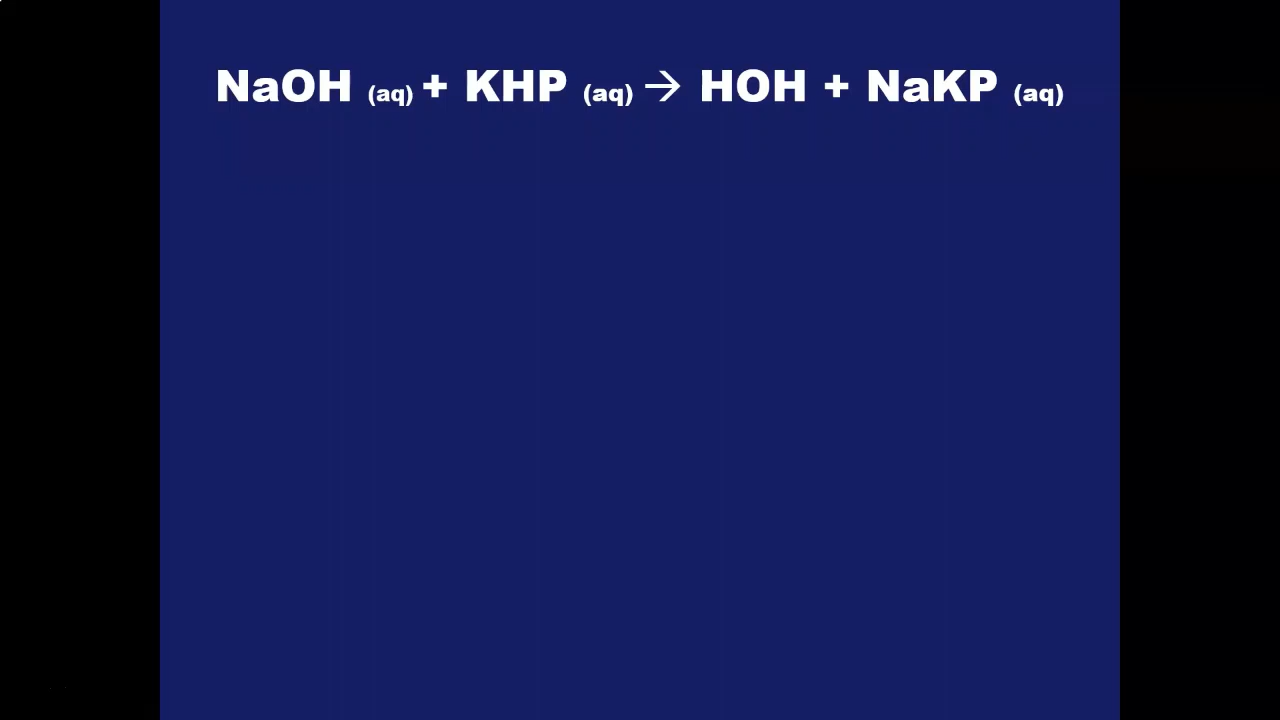 NaOH (aq) + KHP (aq) → HOH + NaKP (aq)